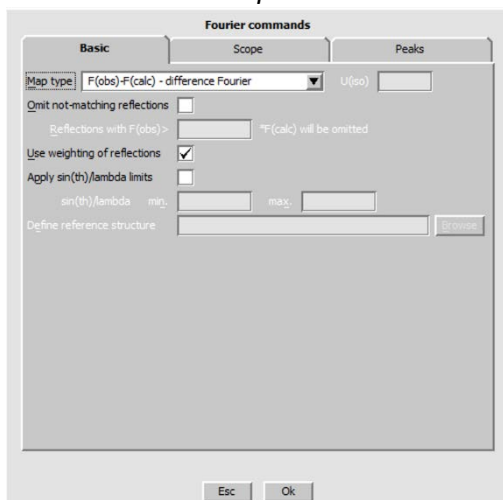 Fourier commands
Basic Scope Peaks
Map type F(obs)-F(calc) - difference Fourier U(iso)
Omit not-matching reflections
Reflections with F(obs)> *F(calc) will be omitted
Use weighting of reflections
Apply sin(th)/lambda limits
sin(th)/lambda min. max.
Define reference structure Browse
Esc Ok